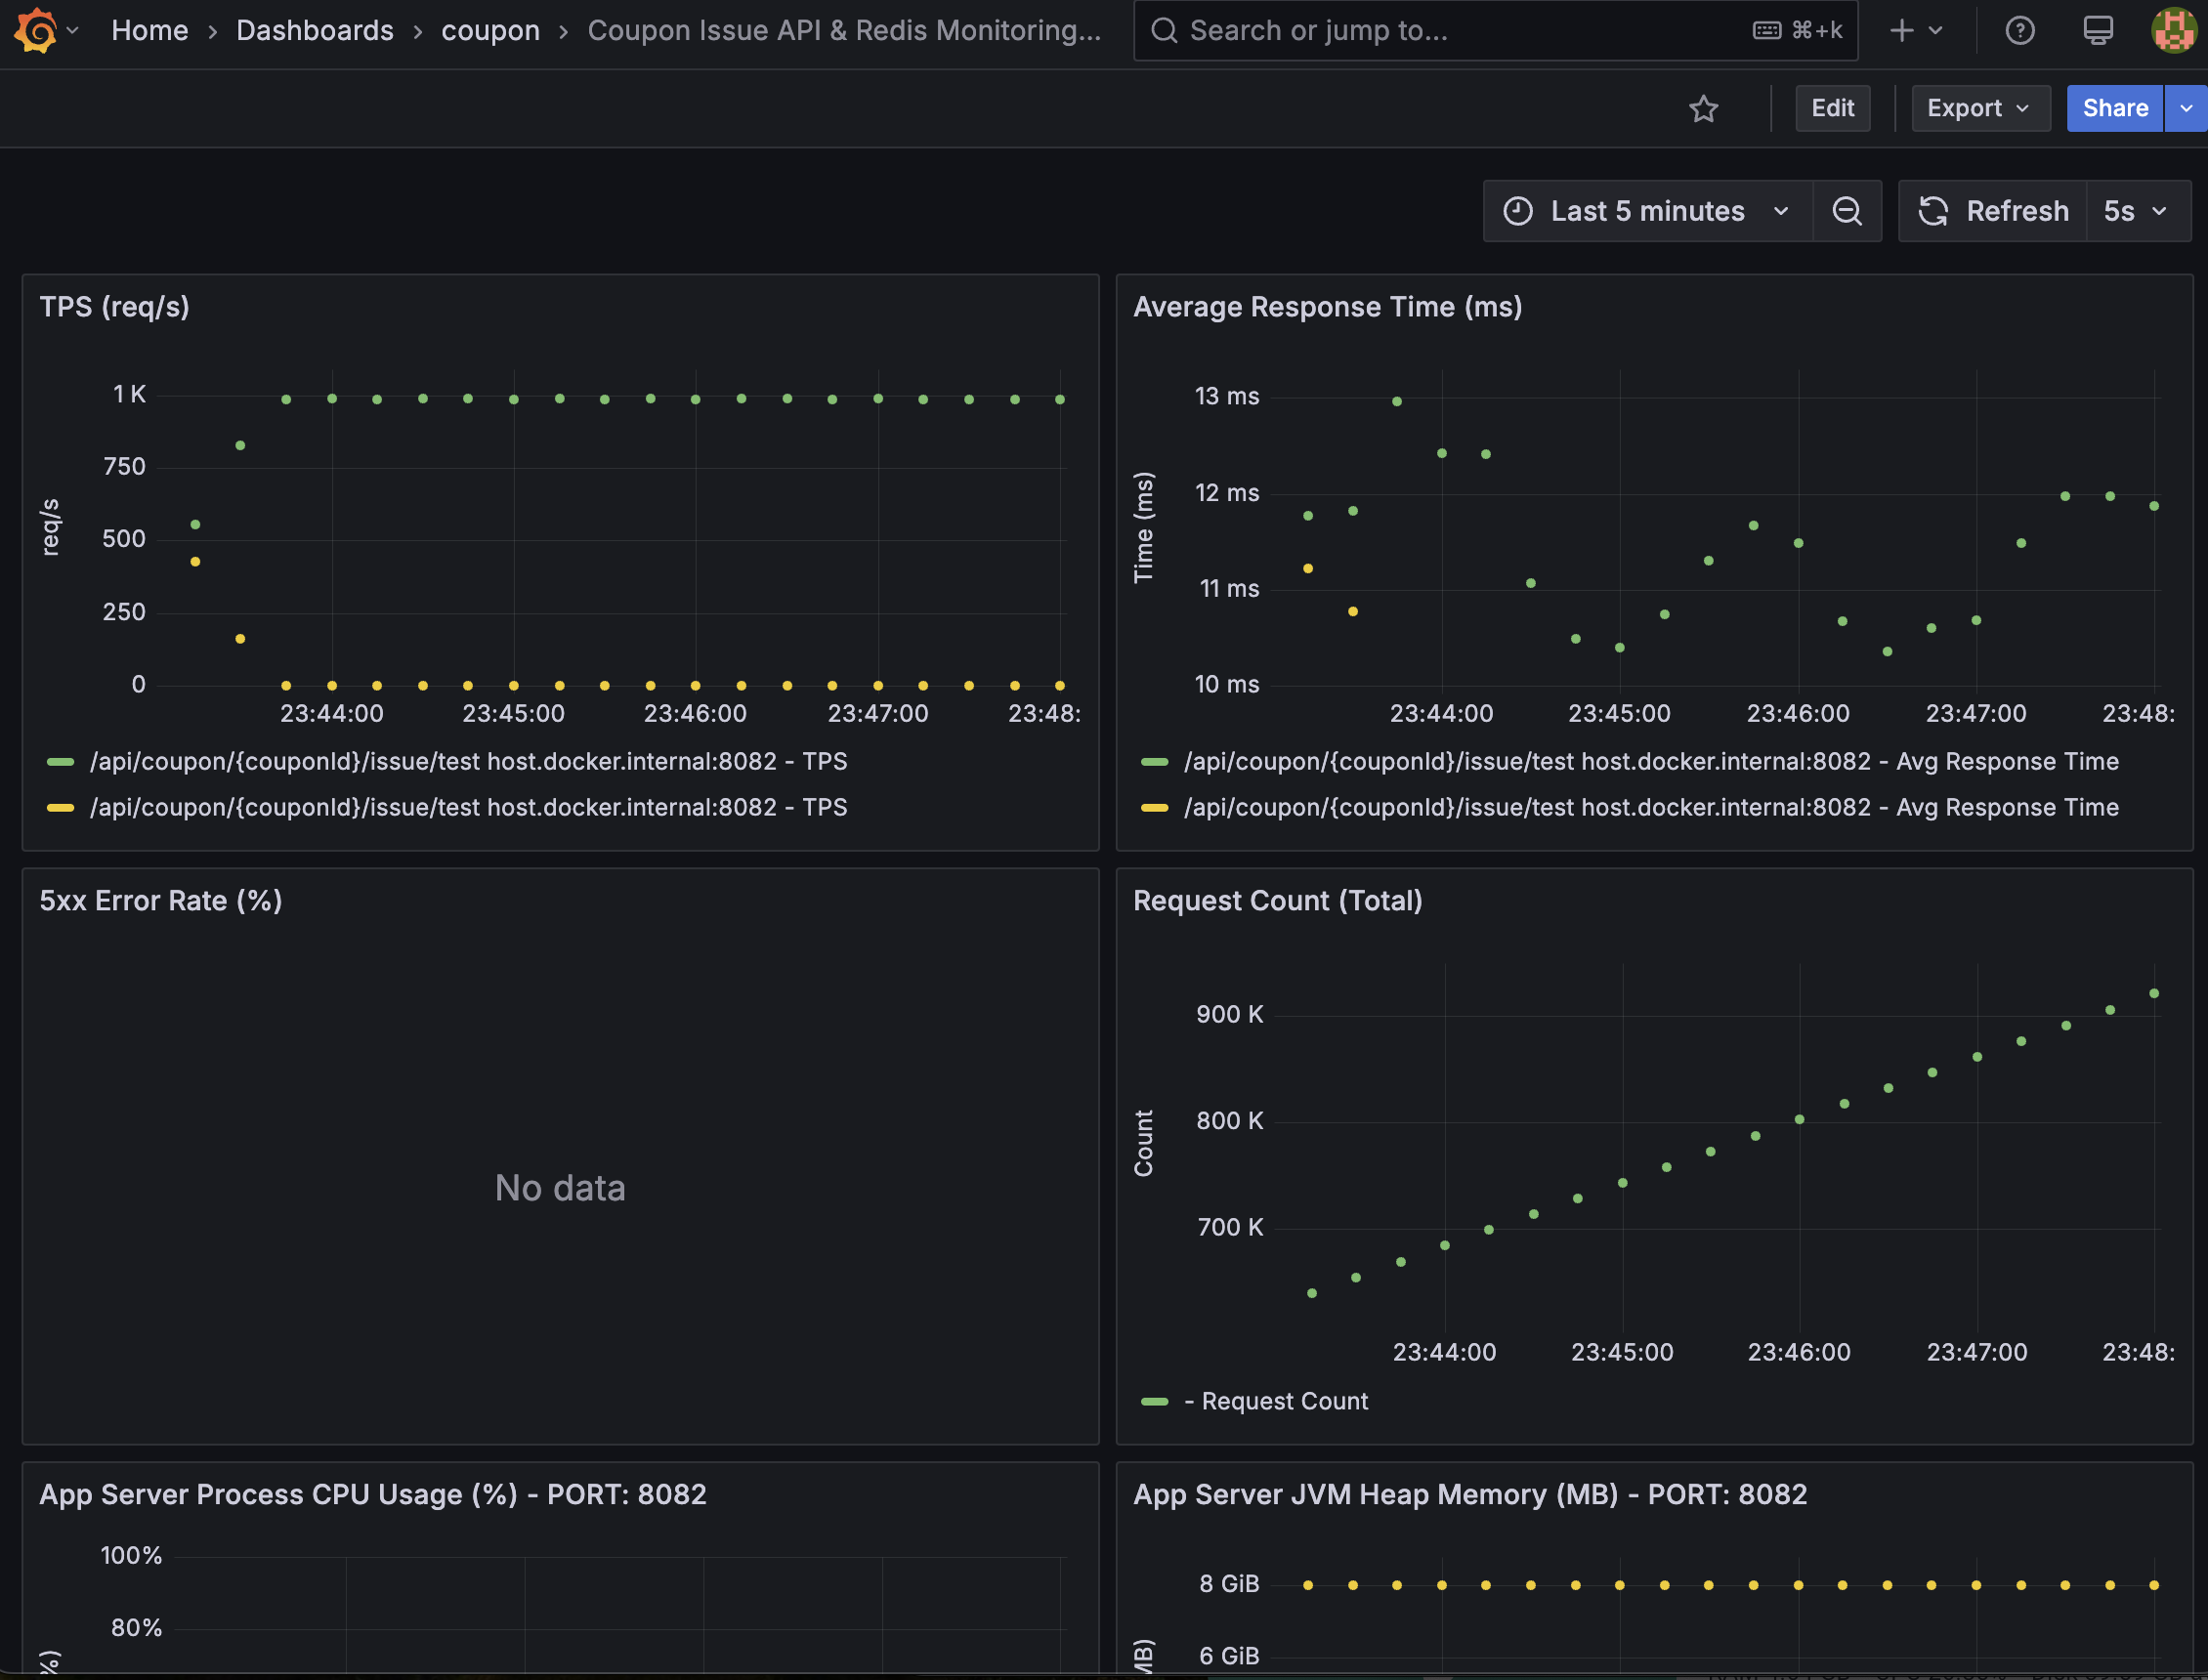 Home › Dashboards › coupon › Coupon Issue API & Redis Monitoring... Search or jump to... ⌘+k
Edit Export Share
Last 5 minutes Refresh 5s
TPS (req/s)
req/s
1 K
750
500
250
0
23:44:00 23:45:00 23:46:00 23:47:00 23:48:
/api/coupon/{couponId}/issue/test host.docker.internal:8082 - TPS
/api/coupon/{couponId}/issue/test host.docker.internal:8082 - TPS
Average Response Time (ms)
Time (ms)
13 ms
12 ms
11 ms
10 ms
23:44:00 23:45:00 23:46:00 23:47:00 23:48:
/api/coupon/{couponId}/issue/test host.docker.internal:8082 - Avg Response Time
/api/coupon/{couponId}/issue/test host.docker.internal:8082 - Avg Response Time
5xx Error Rate (%)
No data
Request Count (Total)
Count
900 K
800 K
700 K
23:44:00 23:45:00 23:46:00 23:47:00 23:48:
- Request Count
App Server Process CPU Usage (%) - PORT: 8082
100%
80%
%)
App Server JVM Heap Memory (MB) - PORT: 8082
8 GiB
6 GiB
MB)